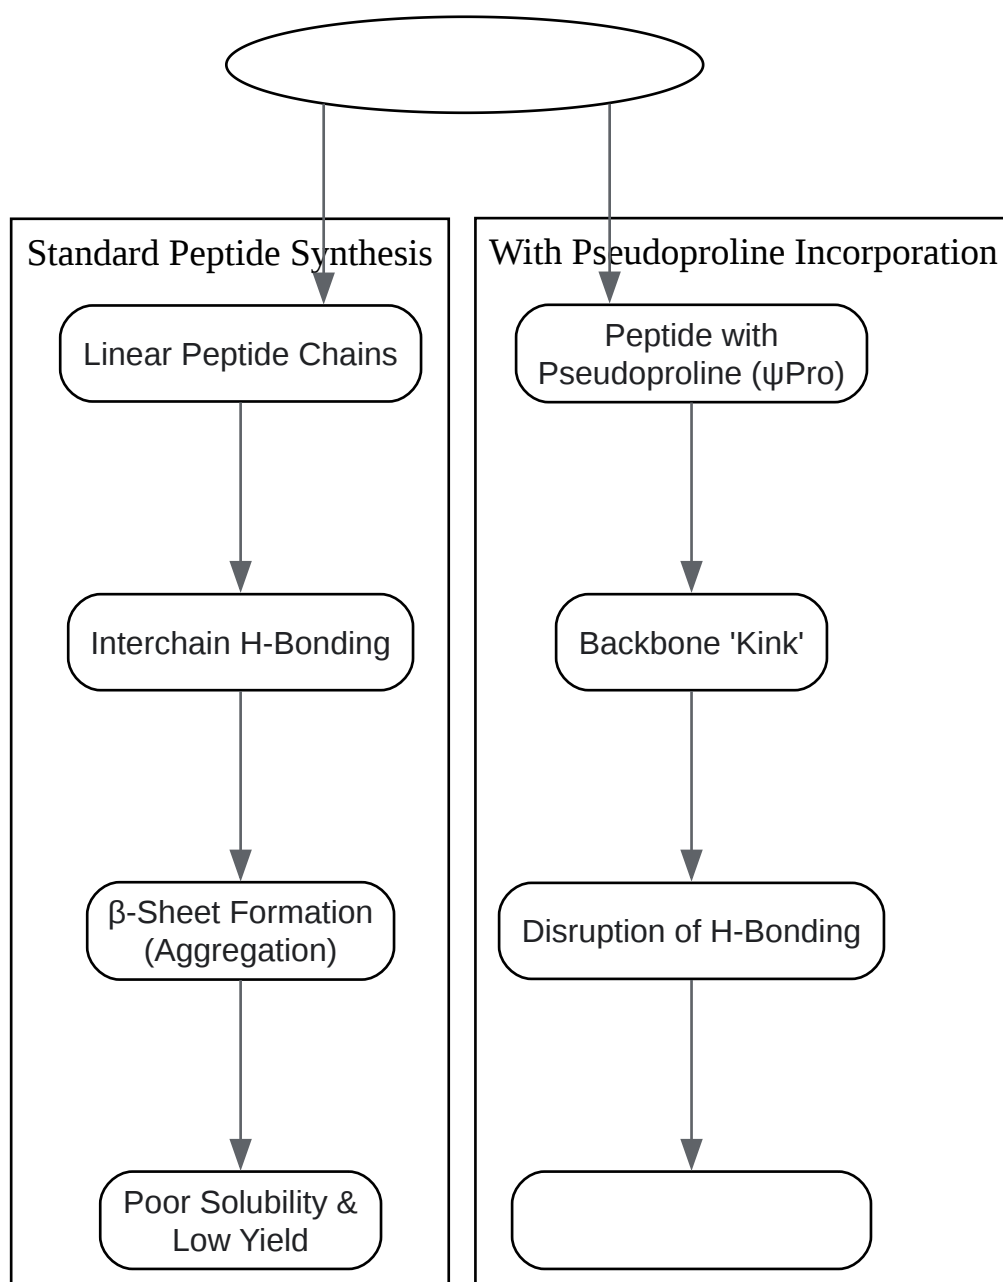 Standard Peptide Synthesis
With Pseudoproline Incorporation
Linear Peptide Chains
Peptide with
Pseudoproline (ψPro)
Interchain H-Bonding
Backbone 'Kink'
β-Sheet Formation
(Aggregation)
Disruption of H-Bonding
Poor Solubility &
Low Yield